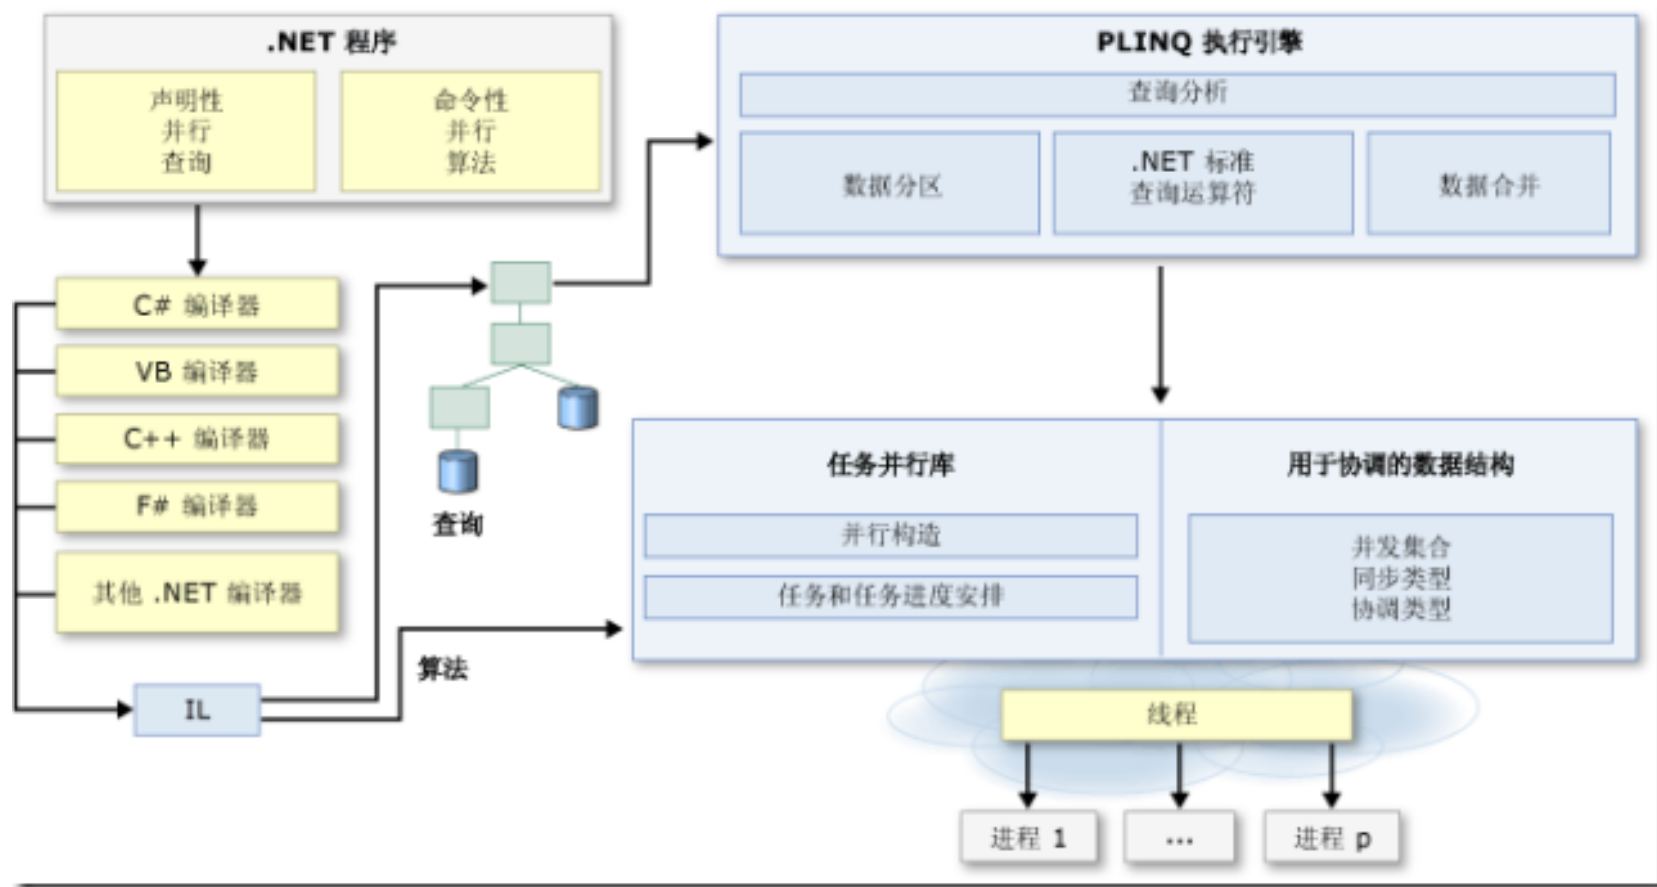 .NET 程序
声明性
并行
查询
命令性
并行
算法
C# 编译器
VB 编译器
C++ 编译器
F# 编译器
其他 .NET 编译器
IL
查询
算法
PLINQ 执行引擎
查询分析
数据分区
.NET 标准
查询运算符
数据合并
任务并行库
并行构造
任务和任务进度安排
用于协调的数据结构
并发集合
同步类型
协调类型
线程
进程 1
...
进程 p